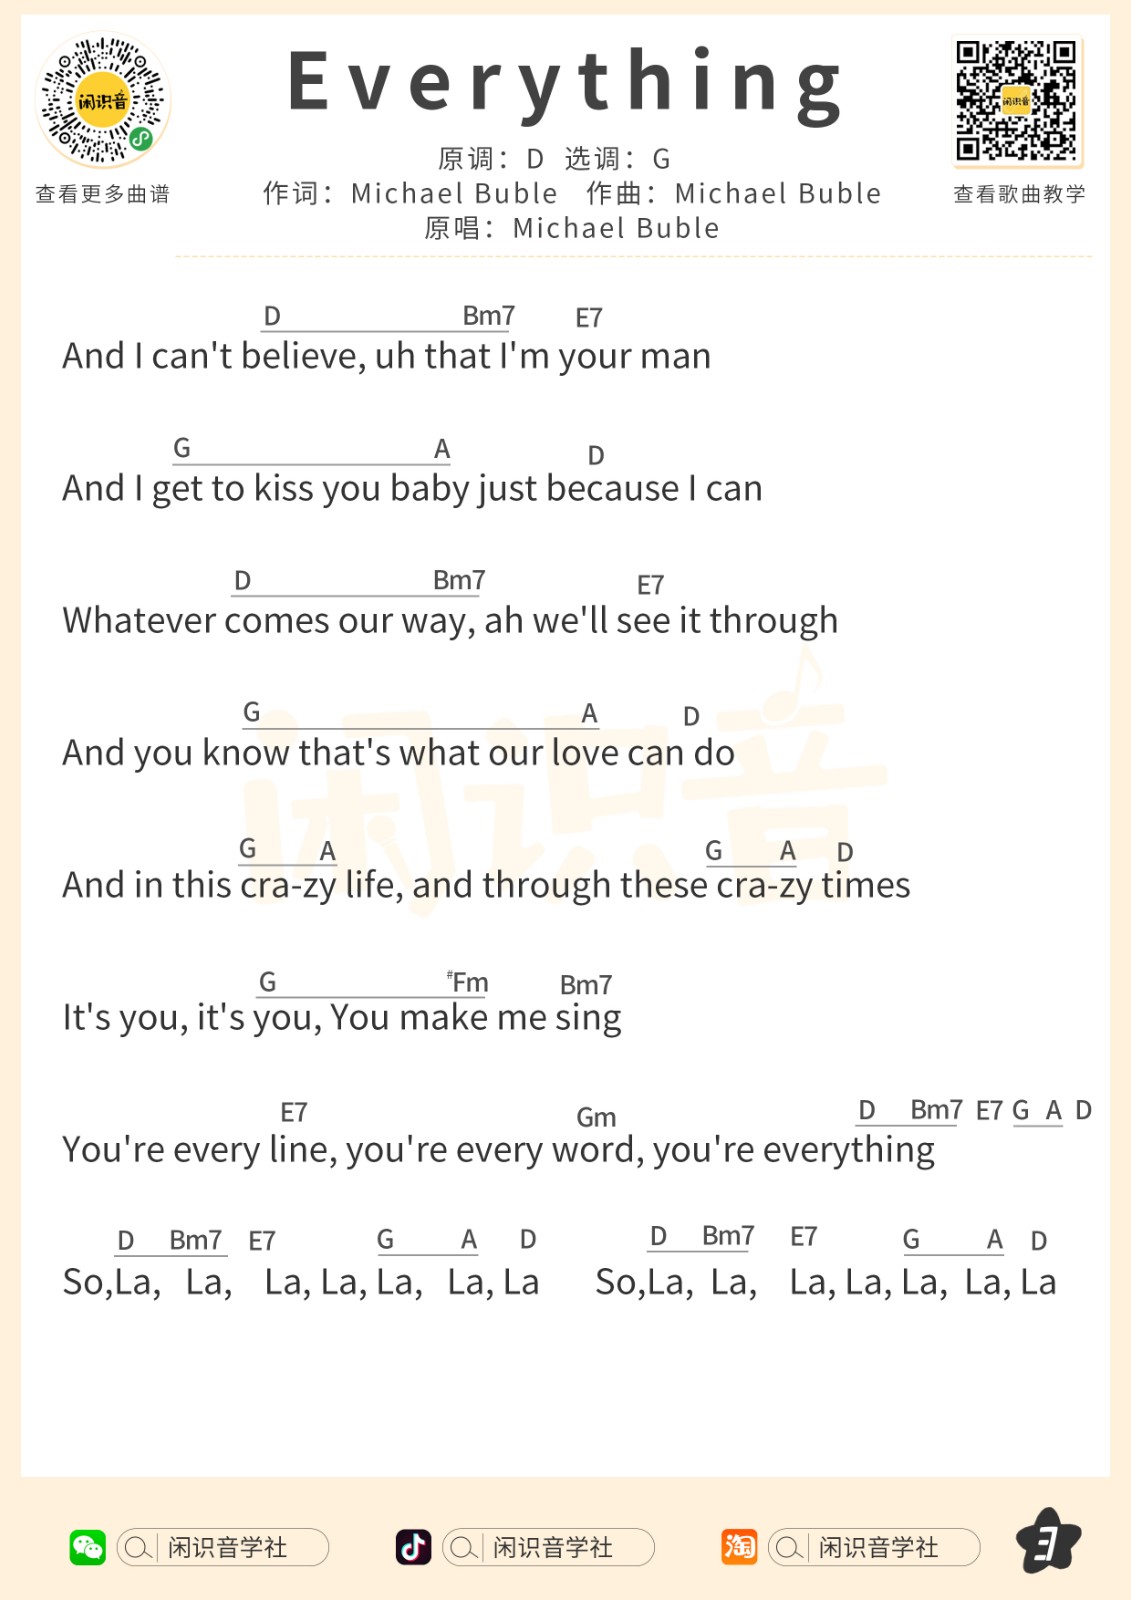 闲识音
Everything
闲识音
原调：D 选调：G
查看更多曲谱
作词：Michael Buble 作曲：Michael Buble
查看歌曲教学
原唱：Michael Buble
D Bm7 E7
And I can't believe, uh that I'm your man
G A D
And I get to kiss you baby just because I can
D Bm7 E7
Whatever comes our way, ah we'll see it through
G A D
And you know that's what our love can do
闲识音
G A G A D
And in this cra-zy life, and through these cra-zy times
G #Fm Bm7
It's you, it's you, You make me sing
E7 Gm D Bm7 E7 G A D
You're every line, you're every word, you're everything
D Bm7 E7 G A D D Bm7 E7 G A D
So,La, La, La, La, La, La, La So,La, La, La, La, La, La, La
闲识音学社 闲识音学社 淘 闲识音学社 3